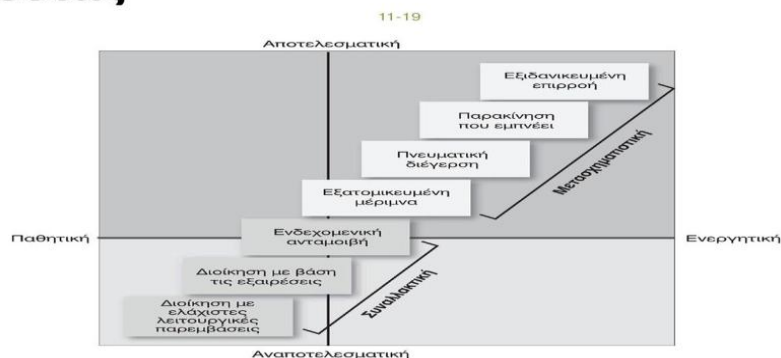 11-19
Αποτελεσματική
Εξιδανικευμένη
επιρροή
Παρακίνηση
που εμπνέει
Πνευματική
διέγερση
Εξατομικευμένη
μέριμνα
Μετασχηματιστική
Παθητική
Ενδεχομενική
ανταμοιβή
Ενεργητική
Διοίκηση με βάση
τις εξαιρέσεις
Διοίκηση με
ελάχιστες
λειτουργικές
παρεμβάσεις
Συναλλακτική
Αναποτελεσματική